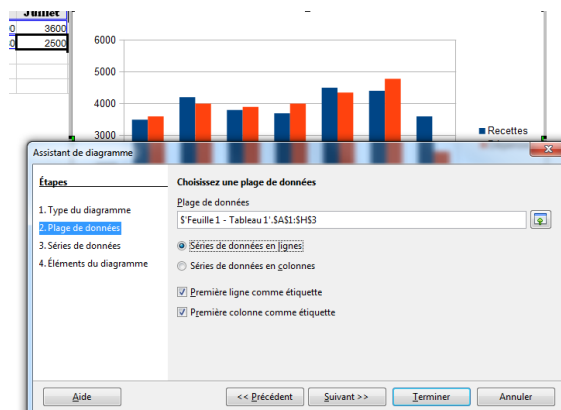 Juillet
3600
2500
6000
5000
4000
3000
Recettes
Assistant de diagramme
Étapes
1. Type du diagramme
2. Plage de données
3. Séries de données
4. Éléments du diagramme
Choisissez une plage de données
Plage de données
$'Feuille 1 - Tableau 1'.$A$1:$H$3
Séries de données en lignes
Séries de données en colonnes
Première ligne comme étiquette
Première colonne comme étiquette
Aide
<< Précédent
Suivant >>
Terminer
Annuler